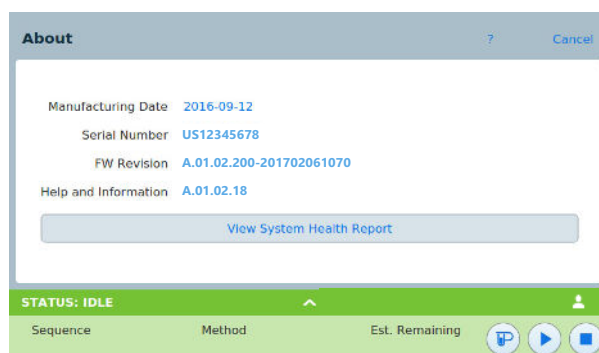 About ? Cancel
Manufacturing Date 2016-09-12
Serial Number US12345678
FW Revision A.01.02.200-201702061070
Help and Information A.01.02.18
View System Health Report
STATUS: IDLE
Sequence Method Est. Remaining